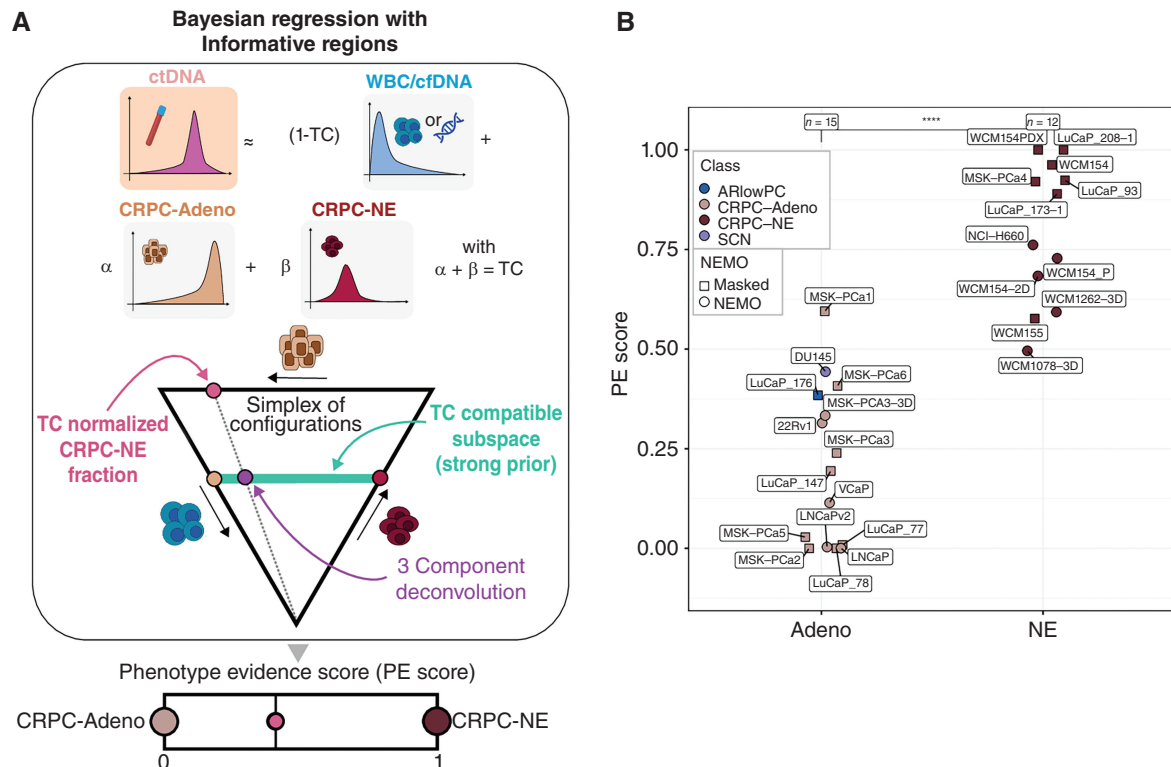 A
Bayesian regression with
Informative regions
ctDNA
≈
(1-TC)
WBC/cfDNA
or
+
CRPC-Adeno
α
+
CRPC-NE
β
with
α + β = TC
TC normalized
CRPC-NE
fraction
Simplex of
configurations
TC compatible
subspace
(strong prior)
3 Component
deconvolution
Phenotype evidence score (PE score)
CRPC-Adeno
CRPC-NE
0
1
B
n = 15
****
n = 12
PE score
1.00
0.75
0.50
0.25
0.00
Class
ARlowPC
CRPC–Adeno
CRPC–NE
SCN
NEMO
Masked
NEMO
WCM154PDX
LuCaP_208–1
WCM154
MSK–PCa4
LuCaP_93
LuCaP_173–1
NCI–H660
WCM154_P
WCM154–2D
WCM1262–3D
WCM155
WCM1078–3D
MSK–PCa1
DU145
MSK–PCa6
LuCaP_176
MSK–PCA3–3D
22Rv1
MSK–PCa3
LuCaP_147
VCaP
LNCaPv2
MSK–PCa5
LuCaP_77
MSK–PCa2
LNCaP
LuCaP_78
Adeno
NE